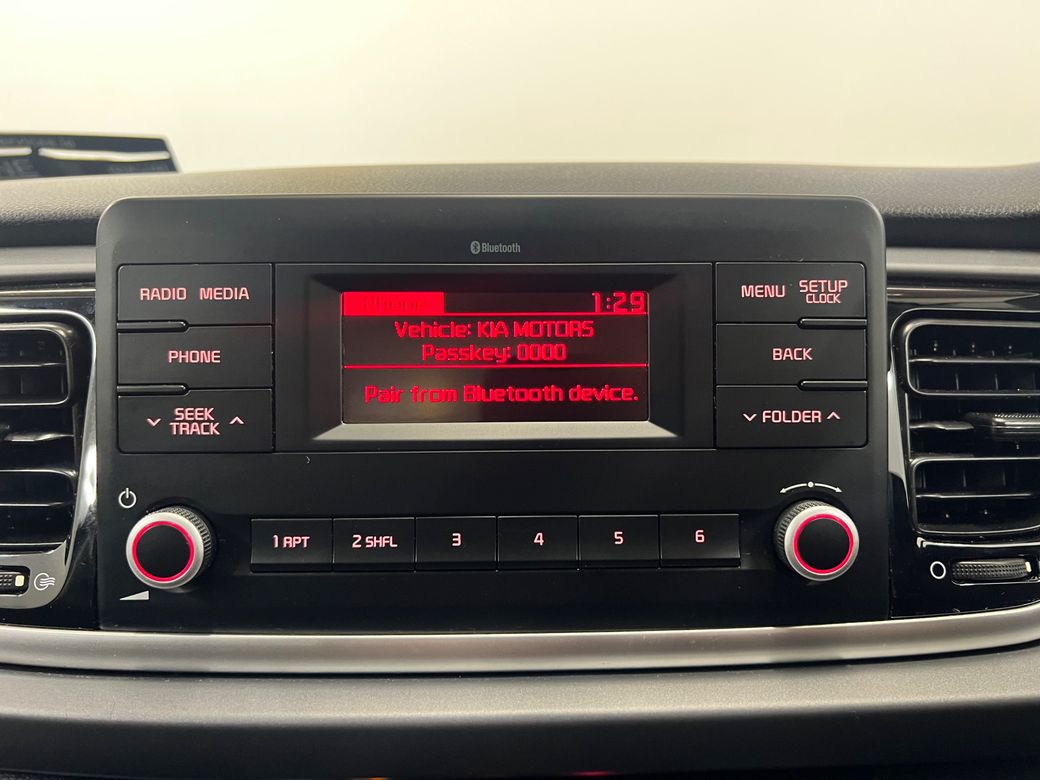 Bluetooth
RADIO MEDIA
PHONE
SEEK
TRACK
Phone
1:29
Vehicle: KIA MOTORS
Passkey: 0000
Pair from Bluetooth device.
MENU SETUP
CLOCK
BACK
FOLDER
1 RPT
2 SHFL
3
4
5
6